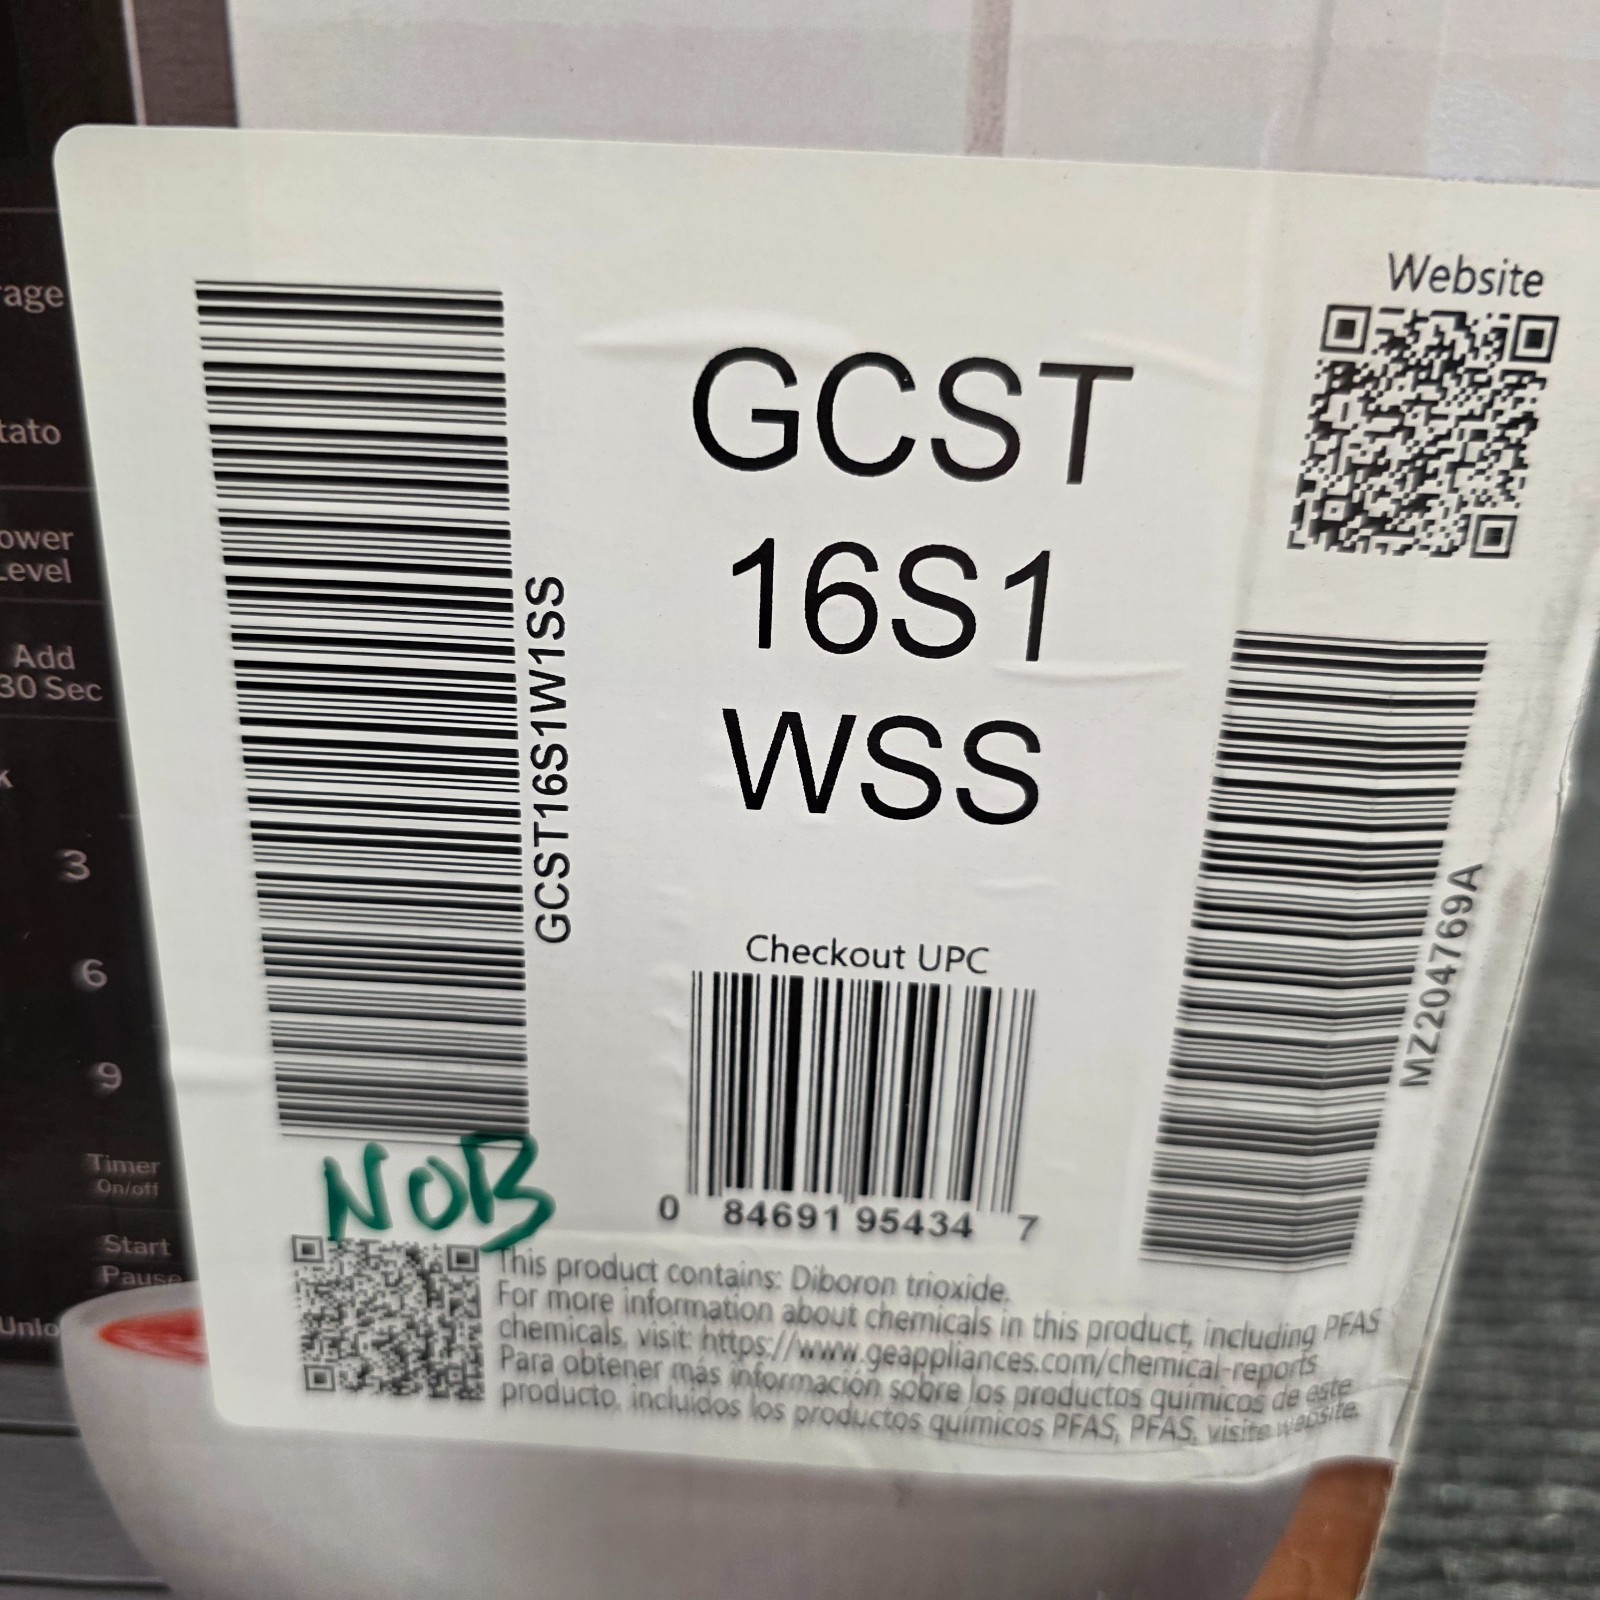 tato
Level
Add
30 Sec
3
6
9
Timer
On/off
Start
Pause
Website
GCST
16S1
WSS
GCST16S1W1SS
MZ204769A
Checkout UPC
0 84691 95434 7
NOB
This product contains: Diboron trioxide.
For more information about chemicals in this product, including PFAS
chemicals, visit: https://www.geappliances.com/chemical-reports
Para obtener más información sobre los productos químicos de este
producto, incluidos los productos químicos PFAS, PFAS, visite website.